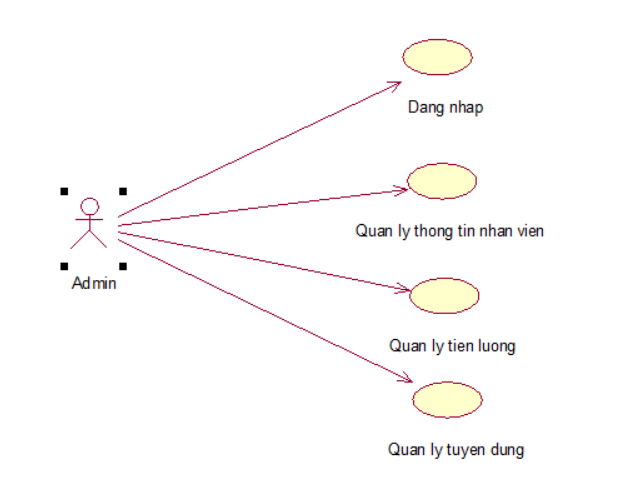 Dang nhap
Quan ly thong tin nhan vien
Admin
Quan ly tien luong
Quan ly tuyen dung